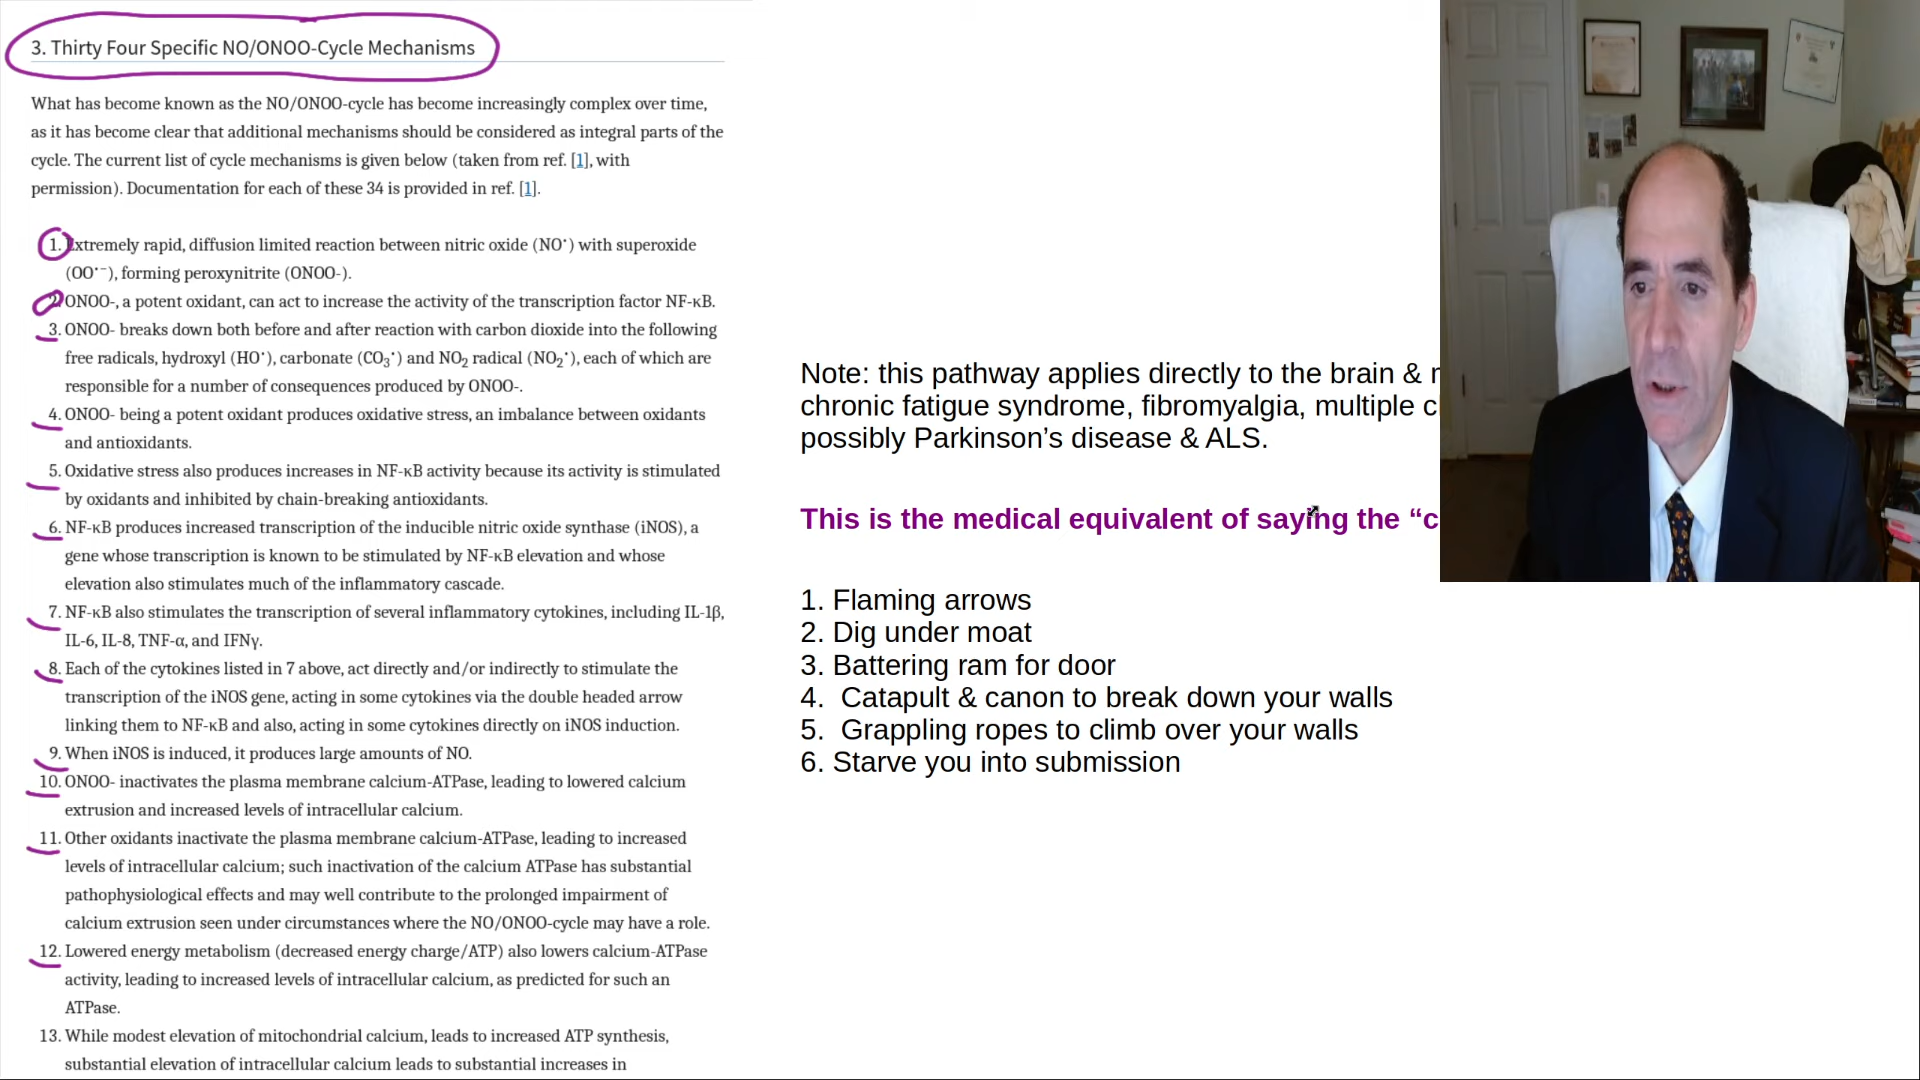 3. Thirty Four Specific NO/ONOO-Cycle Mechanisms
What has become known as the NO/ONOO-cycle has become increasingly complex over time,
as it has become clear that additional mechanisms should be considered as integral parts of the
cycle. The current list of cycle mechanisms is given below (taken from ref. [1], with
permission). Documentation for each of these 34 is provided in ref. [1].
1. Extremely rapid, diffusion limited reaction between nitric oxide (NO•) with superoxide
(OO•−), forming peroxynitrite (ONOO-).
2. ONOO-, a potent oxidant, can act to increase the activity of the transcription factor NF-κB.
3. ONOO- breaks down both before and after reaction with carbon dioxide into the following
free radicals, hydroxyl (HO•), carbonate (CO3•) and NO2 radical (NO2•), each of which are
responsible for a number of consequences produced by ONOO-.
4. ONOO- being a potent oxidant produces oxidative stress, an imbalance between oxidants
and antioxidants.
5. Oxidative stress also produces increases in NF-κB activity because its activity is stimulated
by oxidants and inhibited by chain-breaking antioxidants.
6. NF-κB produces increased transcription of the inducible nitric oxide synthase (iNOS), a
gene whose transcription is known to be stimulated by NF-κB elevation and whose
elevation also stimulates much of the inflammatory cascade.
7. NF-κB also stimulates the transcription of several inflammatory cytokines, including IL-1β,
IL-6, IL-8, TNF-α, and IFNγ.
8. Each of the cytokines listed in 7 above, act directly and/or indirectly to stimulate the
transcription of the iNOS gene, acting in some cytokines via the double headed arrow
linking them to NF-κB and also, acting in some cytokines directly on iNOS induction.
9. When iNOS is induced, it produces large amounts of NO.
10. ONOO- inactivates the plasma membrane calcium-ATPase, leading to lowered calcium
extrusion and increased levels of intracellular calcium.
11. Other oxidants inactivate the plasma membrane calcium-ATPase, leading to increased
levels of intracellular calcium; such inactivation of the calcium ATPase has substantial
pathophysiological effects and may well contribute to the prolonged impairment of
calcium extrusion seen under circumstances where the NO/ONOO-cycle may have a role.
12. Lowered energy metabolism (decreased energy charge/ATP) also lowers calcium-ATPase
activity, leading to increased levels of intracellular calcium, as predicted for such an
ATPase.
13. While modest elevation of mitochondrial calcium, leads to increased ATP synthesis,
substantial elevation of intracellular calcium leads to substantial increases in
Note: this pathway applies directly to the brain &
chronic fatigue syndrome, fibromyalgia, multiple
possibly Parkinson’s disease & ALS.
This is the medical equivalent of saying the “c
1. Flaming arrows
2. Dig under moat
3. Battering ram for door
4. Catapult & canon to break down your walls
5. Grappling ropes to climb over your walls
6. Starve you into submission